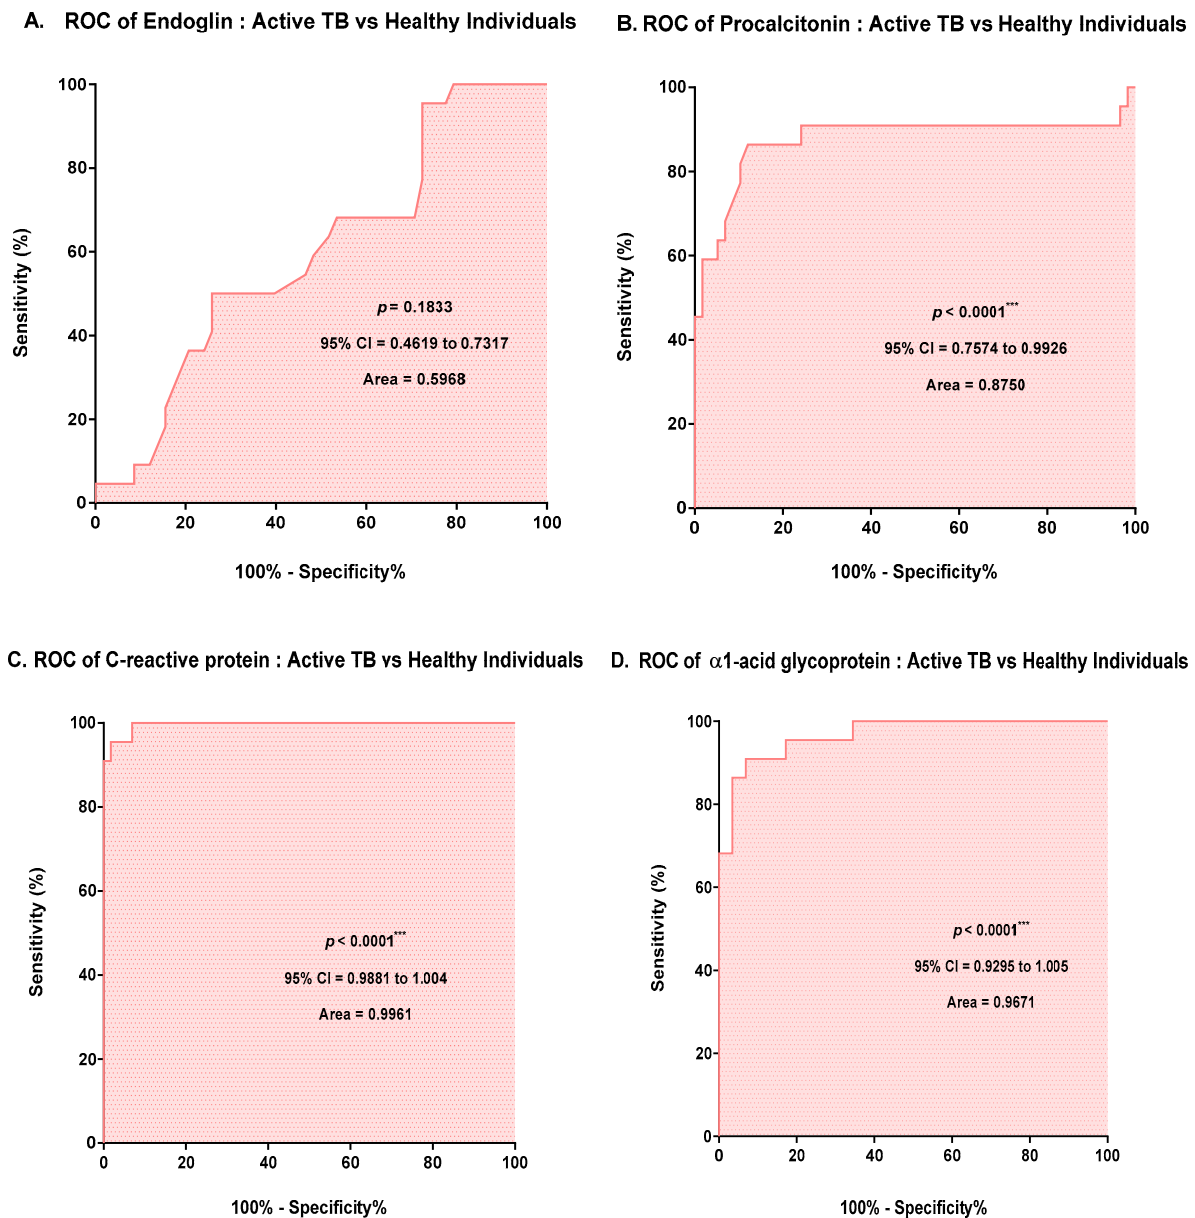 A. ROC of Endoglin : Active TB vs Healthy Individuals
100
80
60
40
20
0
Sensitivity (%)
p = 0.1833
95% CI = 0.4619 to 0.7317
Area = 0.5968
0 20 40 60 80 100
100% - Specificity%
B. ROC of Procalcitonin : Active TB vs Healthy Individuals
100
80
60
40
20
0
Sensitivity (%)
p < 0.0001***
95% CI = 0.7574 to 0.9926
Area = 0.8750
0 20 40 60 80 100
100% - Specificity%
C. ROC of C-reactive protein : Active TB vs Healthy Individuals
100
80
60
40
20
0
Sensitivity (%)
p < 0.0001***
95% CI = 0.9881 to 1.004
Area = 0.9961
0 20 40 60 80 100
100% - Specificity%
D. ROC of α1-acid glycoprotein : Active TB vs Healthy Individuals
100
80
60
40
20
0
Sensitivity (%)
p < 0.0001***
95% CI = 0.9295 to 1.005
Area = 0.9671
0 20 40 60 80 100
100% - Specificity%